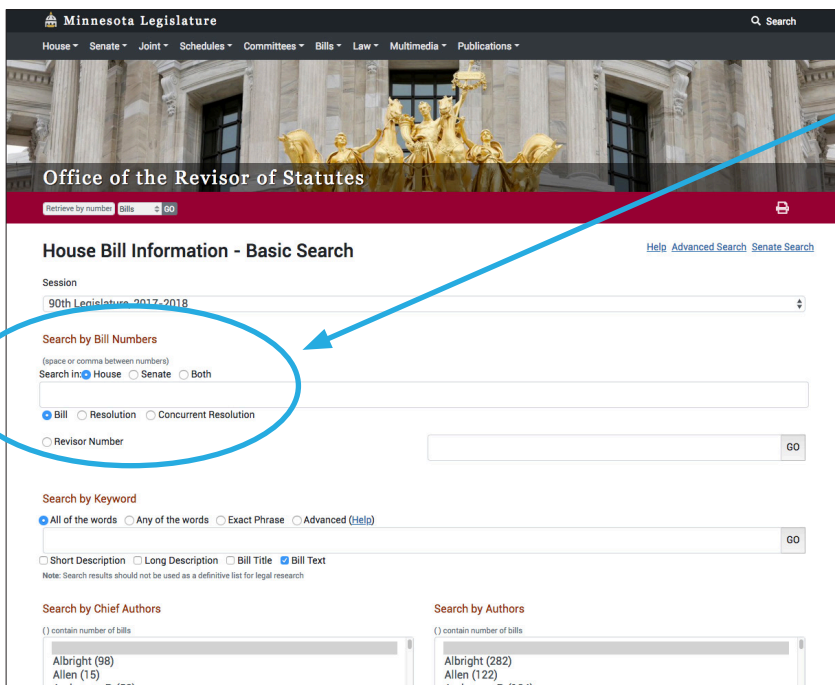 Minnesota Legislature Search
House Senate Joint Schedules Committees Bills Law Multimedia Publications
Office of the Revisor of Statutes
Retrieve by number Bills GO
House Bill Information - Basic Search Help Advanced Search Senate Search
Session
90th Legislature 2017-2018
Search by Bill Numbers
(space or comma between numbers)
Search in: House Senate Both
Bill Resolution Concurrent Resolution
Revisor Number GO
Search by Keyword
All of the words Any of the words Exact Phrase Advanced (Help)
GO
Short Description Long Description Bill Title Bill Text
Note: Search results should not be used as a definitive list for legal research
Search by Chief Authors Search by Authors
() contain number of bills () contain number of bills
Albright (98) Albright (282)
Allen (15) Allen (122)